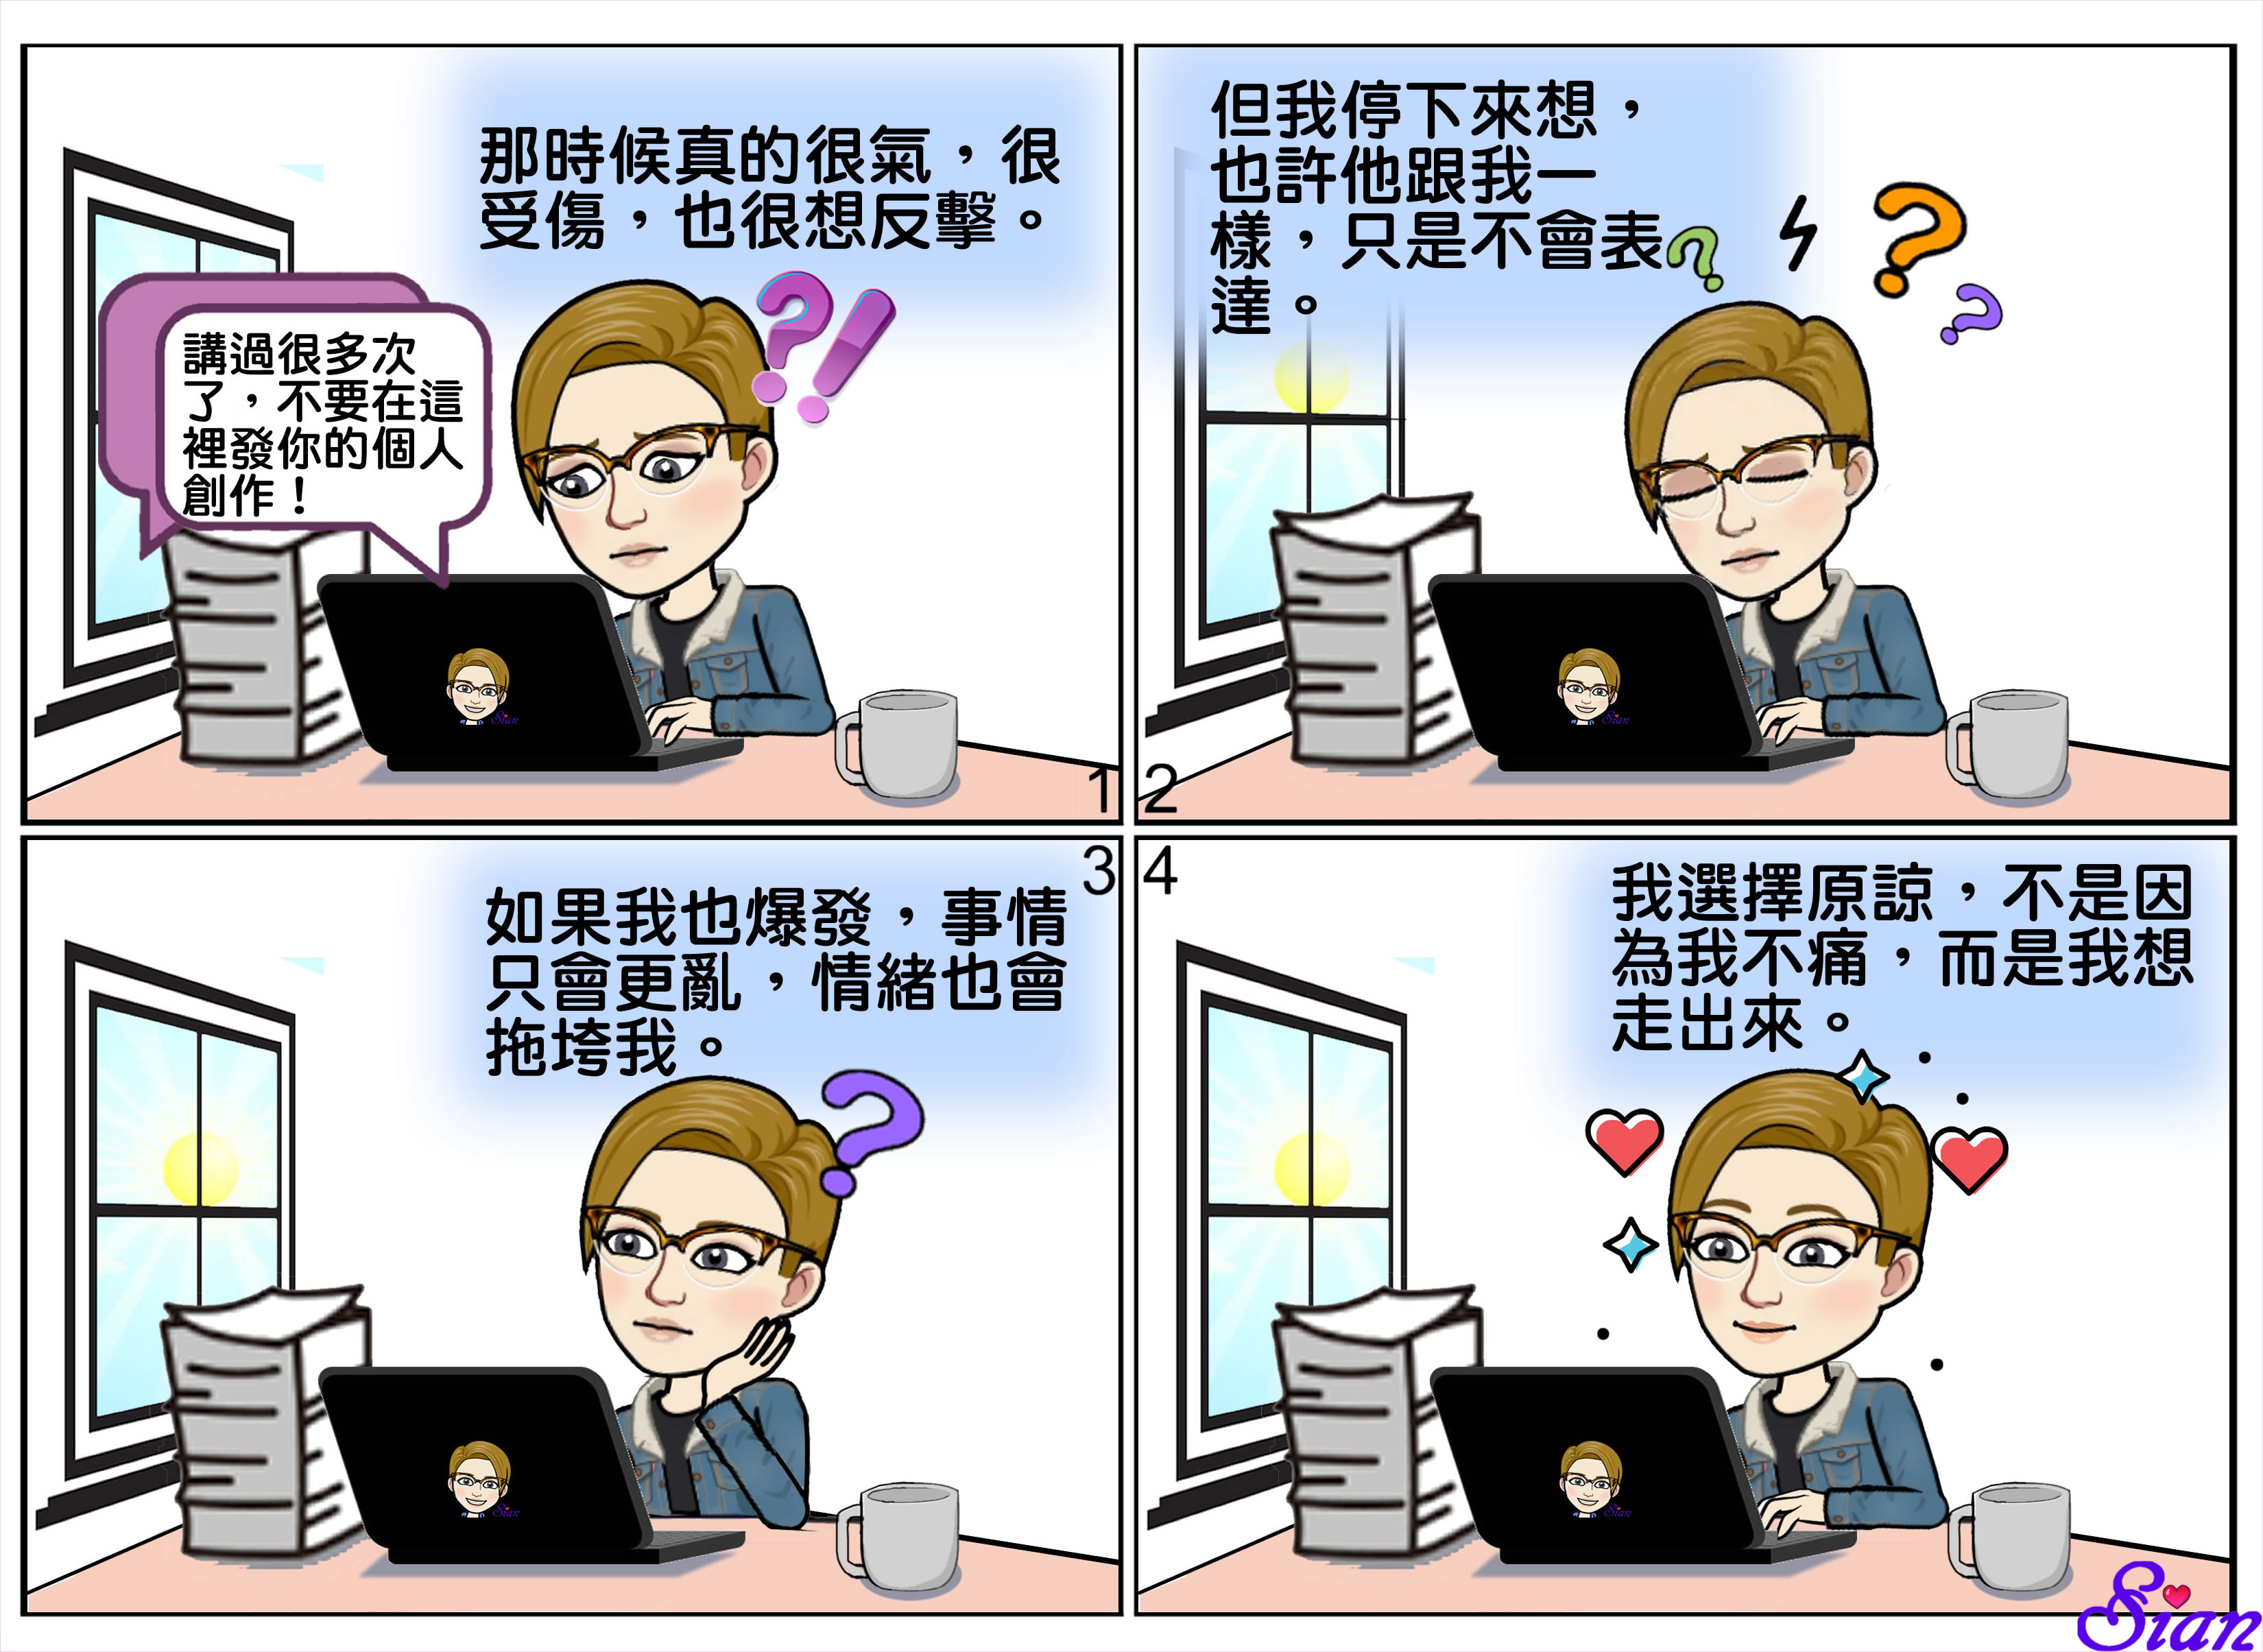 那時候真的很氣，很
受傷，也很想反擊。
講過很多次
了，不要在這
裡發你的個人
創作！
Sian
1
但我停下來想，
也許他跟我一
樣，只是不會表
達。
Sian
2
3
如果我也爆發，事情
只會更亂，情緒也會
拖垮我。
Sian
4
我選擇原諒，不是因
為我不痛，而是我想
走出來。
Sian
Sian